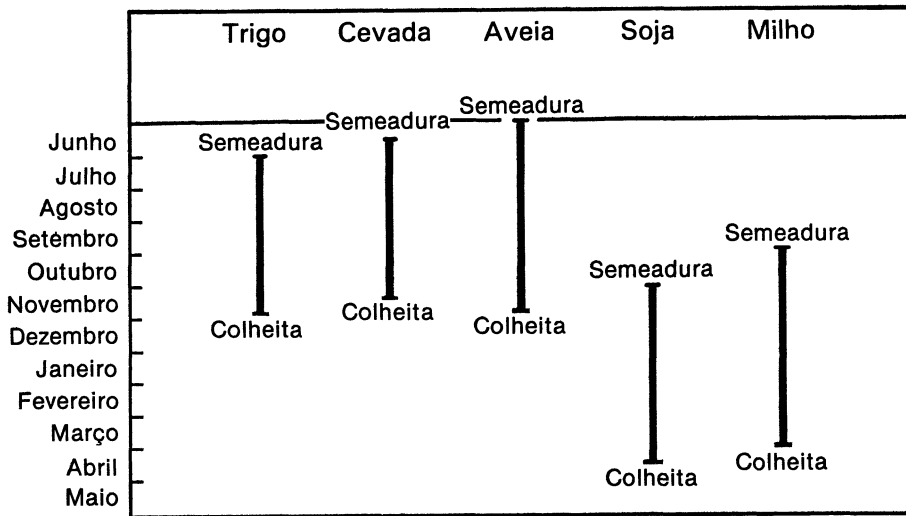 Trigo Cevada Aveia Soja Milho
Semeadura
Semeadura
Junho Semeadura
Julho
Agosto
Setembro Semeadura
Outubro Semeadura
Novembro Colheita
Dezembro Colheita Colheita
Janeiro
Fevereiro
Março
Abril Colheita
Colheita
Maio